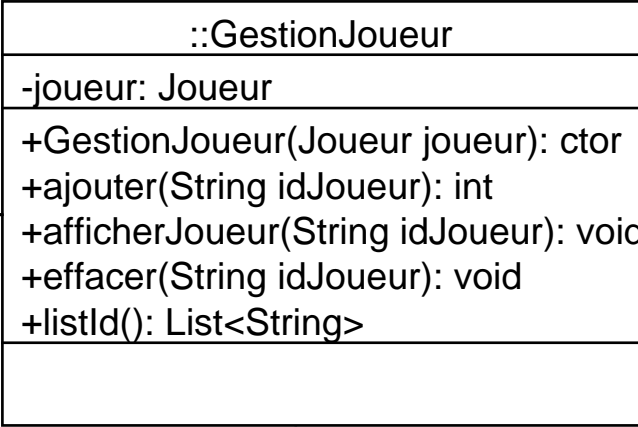 ::GestionJoueur
-joueur: Joueur
+GestionJoueur(Joueur joueur): ctor
+ajouter(String idJoueur): int
+afficherJoueur(String idJoueur): void
+effacer(String idJoueur): void
+listId(): List<String>